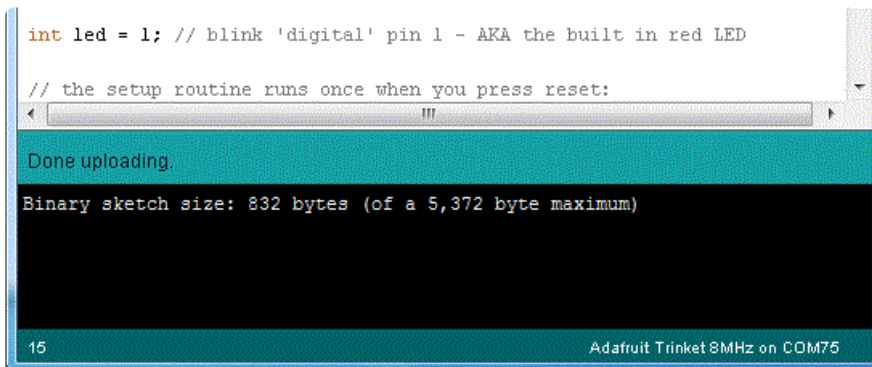 int led = 1; // blink 'digital' pin 1 - AKA the built in red LED
// the setup routine runs once when you press reset:
Done uploading.
Binary sketch size: 832 bytes (of a 5,372 byte maximum)
15
Adafruit Trinket 8MHz on COM75